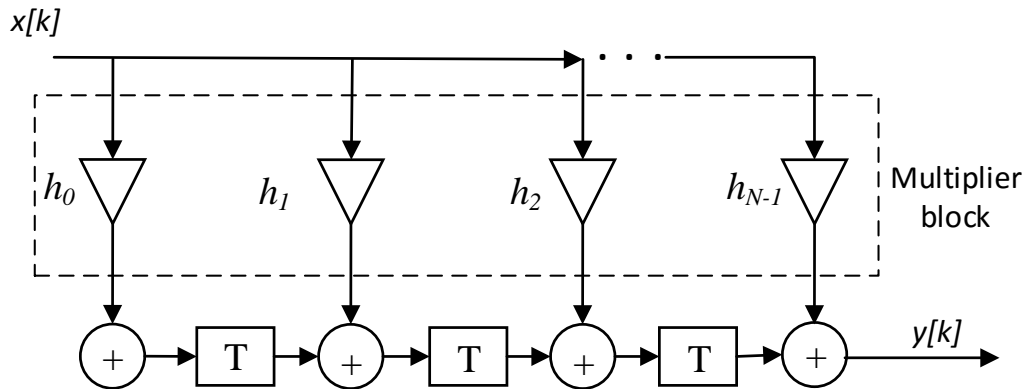 x[k]
. . .
h0 h1 h2 hN-1
Multiplier
block
+ T + T + T +
y[k]